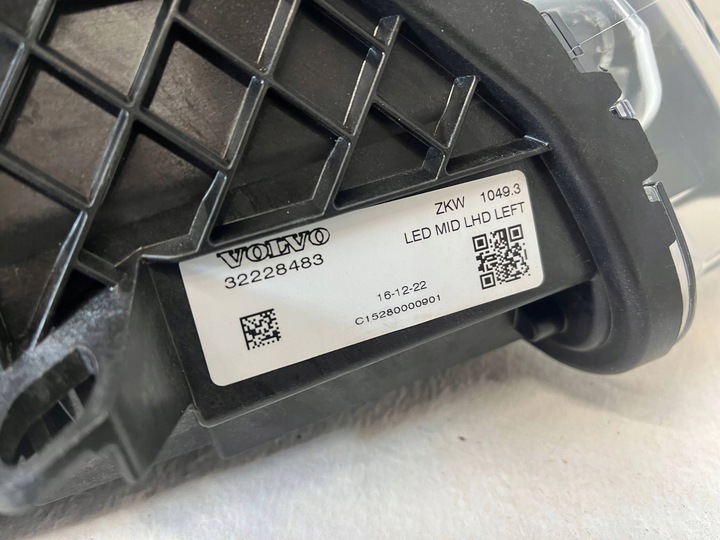 ZKW 1049.3
LED MID LHD LEFT
VOLVO
32228483
16-12-22
C15280000901